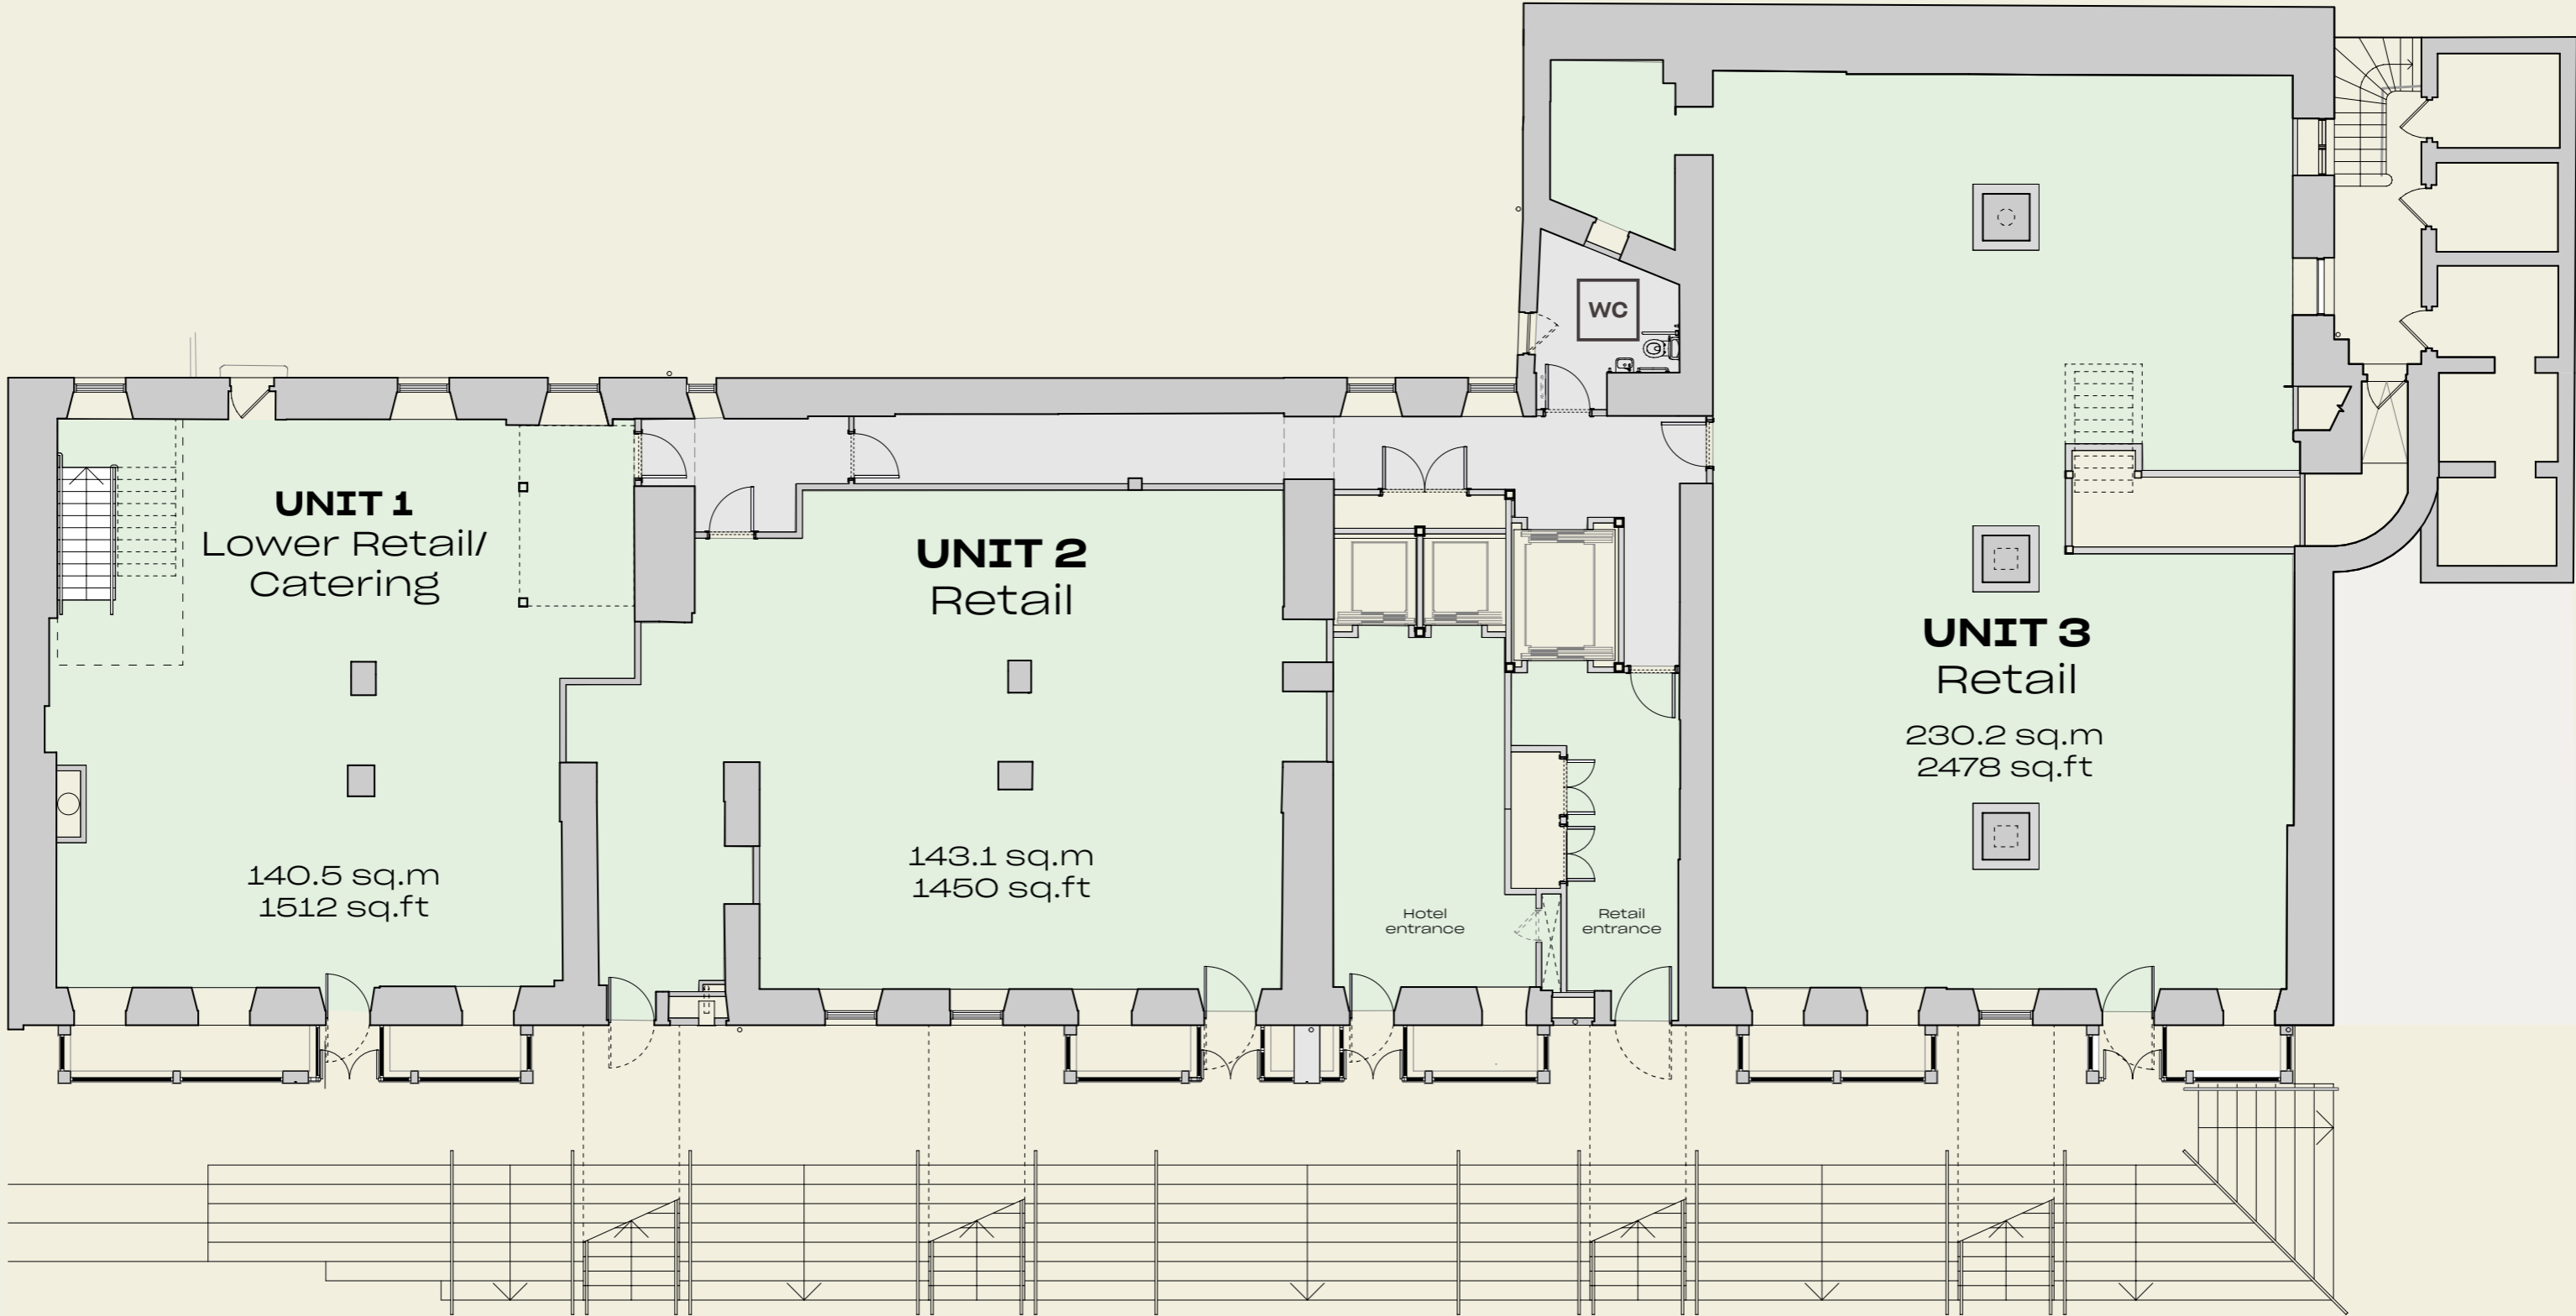 WC
UNIT 1
Lower Retail/
Catering
140.5 sq.m
1512 sq.ft
UNIT 2
Retail
143.1 sq.m
1450 sq.ft
Hotel
entrance
Retail
entrance
UNIT 3
Retail
230.2 sq.m
2478 sq.ft